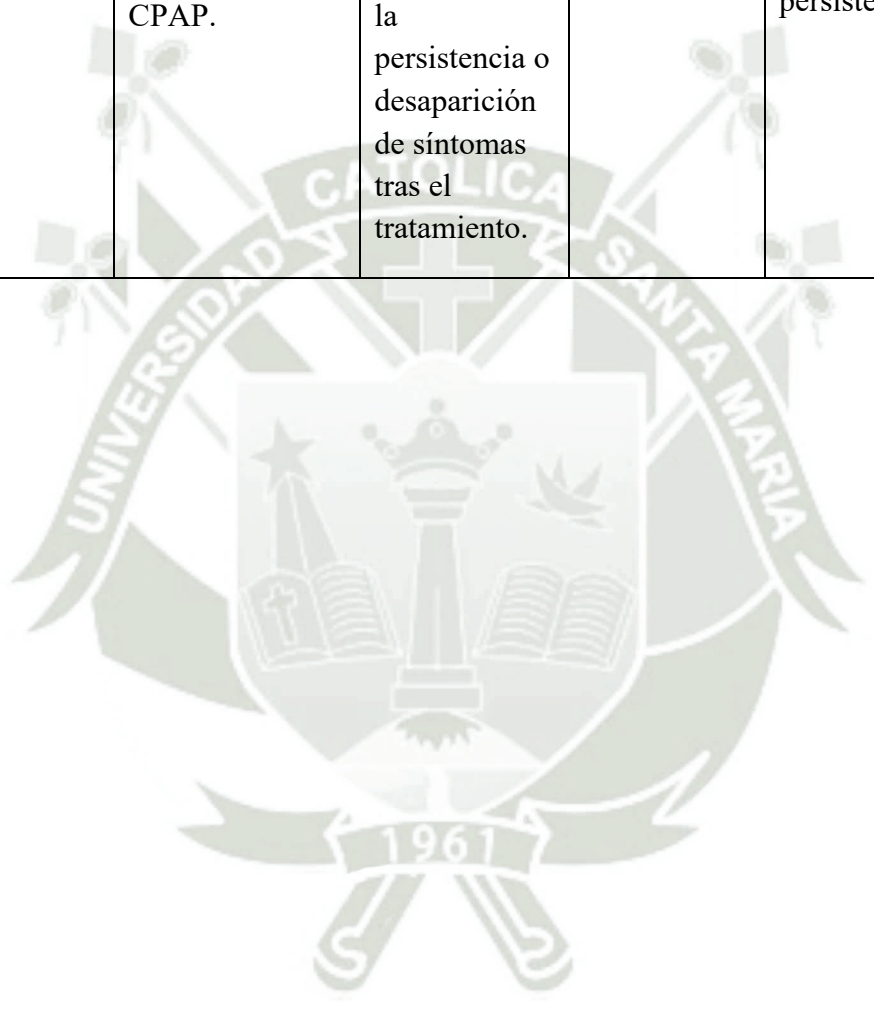 CPAP.
la
persistencia o
desaparición
de síntomas
tras el
tratamiento.
UNIVERSIDAD
CATOLICA
SANTA MARIA
1961